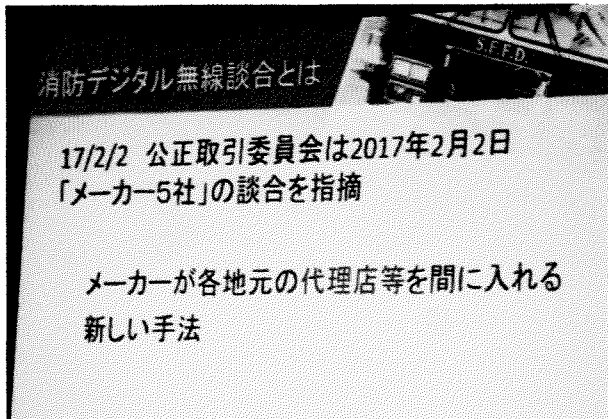 S.F.F.D.
消防デジタル無線談合とは
17/2/2 公正取引委員会は2017年2月2日
「メーカー5社」の談合を指摘
メーカーが各地元の代理店等を間に入れる
新しい手法